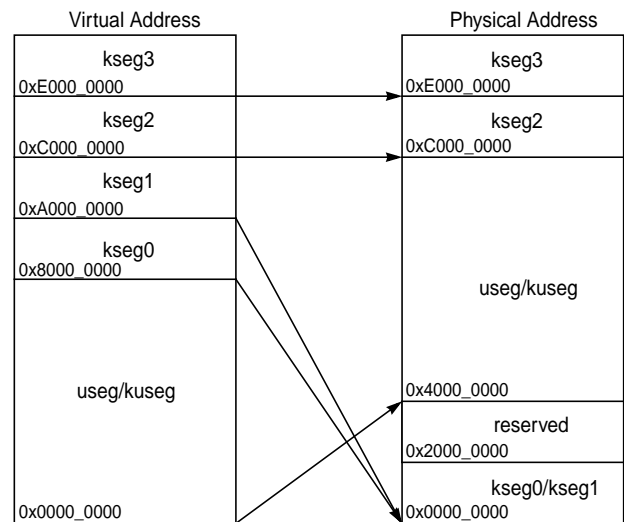 Virtual Address
kseg3
0xE000_0000
kseg2
0xC000_0000
kseg1
0xA000_0000
kseg0
0x8000_0000
useg/kuseg
0x0000_0000
Physical Address
kseg3
0xE000_0000
kseg2
0xC000_0000
useg/kuseg
0x4000_0000
reserved
0x2000_0000
kseg0/kseg1
0x0000_0000